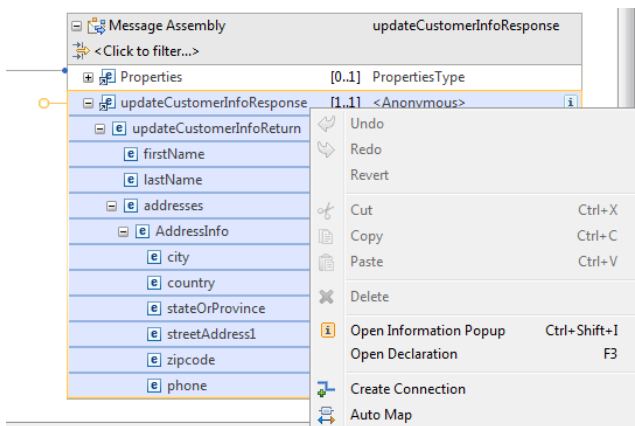 Message Assembly updateCustomerInfoResponse
<Click to filter...>
Properties [0..1] PropertiesType
updateCustomerInfoResponse [1..1] <Anonymous> i
e updateCustomerInfoReturn
e firstName
e lastName
e addresses
e AddressInfo
e city
e country
e stateOrProvince
e streetAddress1
e zipcode
e phone
Undo
Redo
Revert
Cut Ctrl+X
Copy Ctrl+C
Paste Ctrl+V
Delete
i Open Information Popup Ctrl+Shift+I
Open Declaration F3
Create Connection
Auto Map